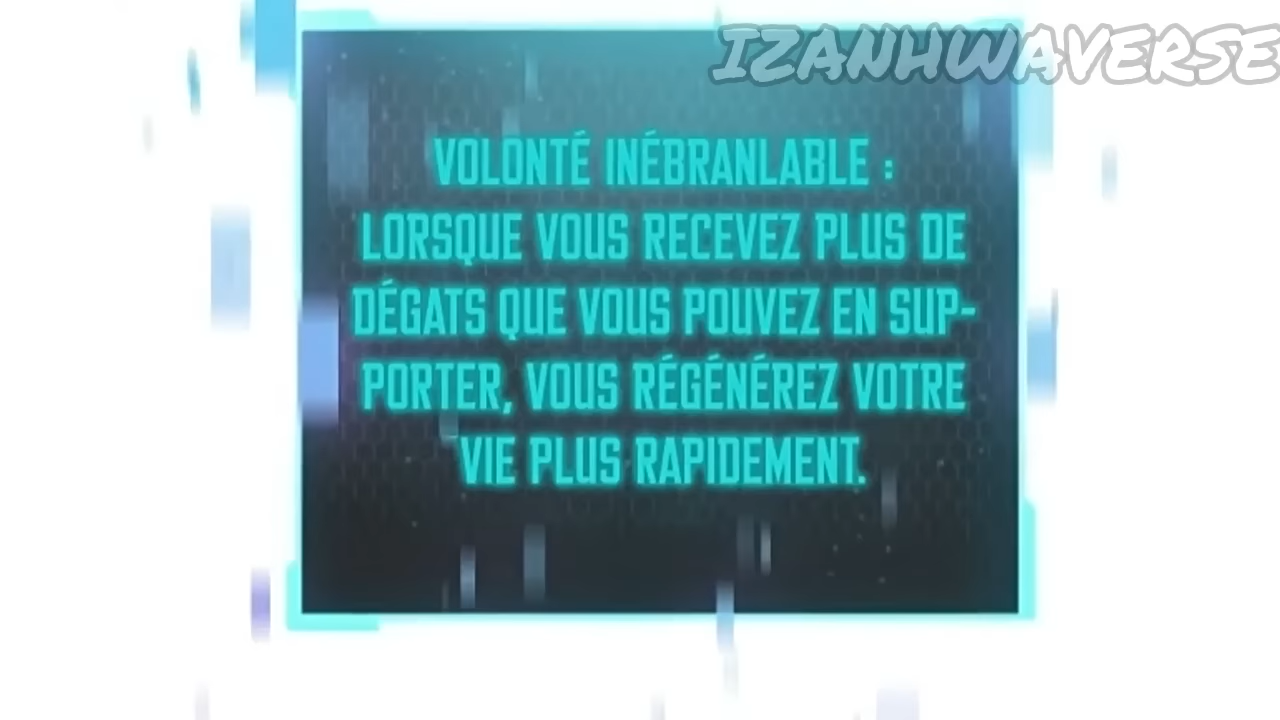 IZANHWAVERSE
VOLONTÉ INÉBRANLABLE :
LORSQUE VOUS RECEVEZ PLUS DE
DÉGATS QUE VOUS POUVEZ EN SUP-
PORTER, VOUS RÉGÉNÉREZ VOTRE
VIE PLUS RAPIDEMENT.